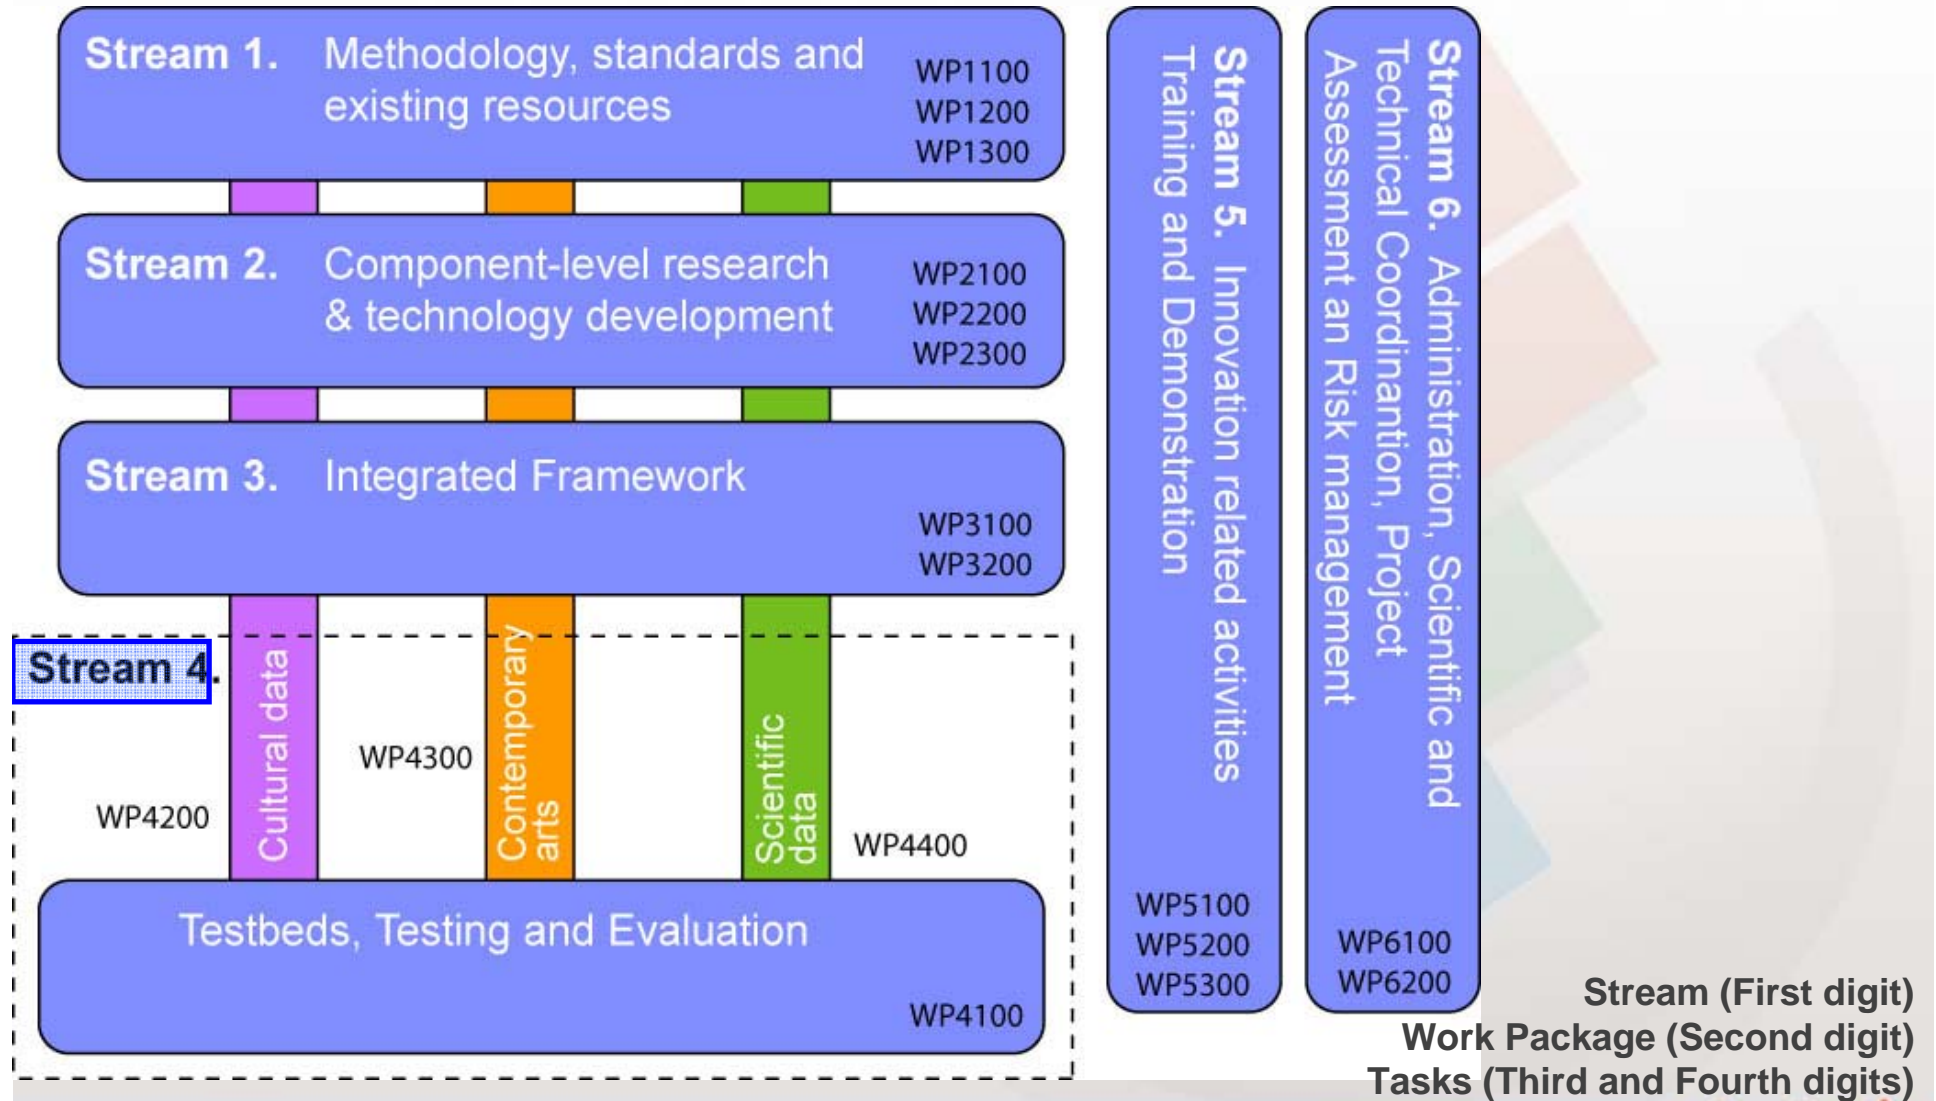 Stream 1. Methodology, standards and
existing resources
WP1100
WP1200
WP1300
Stream 2. Component-level research
& technology development
WP2100
WP2200
WP2300
Stream 3. Integrated Framework
WP3100
WP3200
Stream 4.
WP4200
Cultural data
WP4300
Contemporary
arts
Scientific
data
WP4400
Testbeds, Testing and Evaluation
WP4100
Stream 5. Innovation related activities
Training and Demonstration
WP5100
WP5200
WP5300
Stream 6. Administration, Scientific and
Technical Coordinantion, Project
Assessment an Risk management
WP6100
WP6200
Stream (First digit)
Work Package (Second digit)
Tasks (Third and Fourth digits)